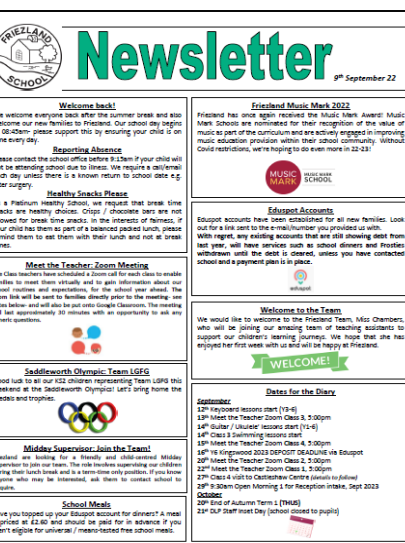 FRIEZLAND
SCHOOL
Newsletter
9th September 22
Welcome back!
welcome everyone back after the summer break and also
welcome our new families to Friezland. Our school day begins
08:45am- please support this by ensuring your child is on
time every day.
Reporting Absence
Please contact the school office before 9:15am if your child will
be attending school due to illness. We require a call/email
each day unless there is a known return to school date e.g.
after surgery.
Healthy Snacks Please
a Platinum Healthy School, we request that break time
snacks are healthy choices. Crisps / chocolate bars are not
allowed for break time snacks. In the interests of fairness, if
your child has them as part of a balanced packed lunch, please
remind them to eat them with their lunch and not at break
times.
Meet the Teacher: Zoom Meeting
Class teachers have scheduled a Zoom call for each class to enable
families to meet them virtually and to gain information about our
school routines and expectations, for the school year ahead. The
Zoom link will be sent to families directly prior to the meeting- see
dates below- and will also be put onto Google Classroom. The meeting
will last approximately 30 minutes with an opportunity to ask any
generic questions.
Saddleworth Olympic: Team LGFG
Good luck to all our KS2 children representing Team LGFG this
weekend at the Saddleworth Olympics! Let's bring home the
medals and trophies.
Midday Supervisor: Join the Team!
Friezland are looking for a friendly and child-centred Midday
Supervisor to join our team. The role involves supervising our children
during their lunch break and is a term-time only position. If you know
anyone who may be interested, ask them to contact school to
enquire.
School Meals
Have you topped up your Eduspot account for dinners? A meal
is priced at £2.60 and should be paid for in advance if you
aren't eligible for universal / means-tested free school meals.
Friezland Music Mark 2022
Friezland has once again received the Music Mark Award! Music
Mark Schools are nominated for their recognition of the value of
music as part of the curriculum and are actively engaged in improving
music education provision within their school community. Without
Covid restrictions, we're hoping to do even more in 22-23!
MUSIC
MARK
MUSIC MARK
SCHOOL
Eduspot Accounts
Eduspot accounts have been established for all new families. Look
out for a link sent to the e-mail/number you provided us with.
With regret, any existing accounts that are still showing debt from
last year, will have services such as school dinners and Frosties
withdrawn until the debt is cleared, unless you have contacted
school and a payment plan is in place.
eduspot
Welcome to the Team
We would like to welcome to the Friezland Team, Miss Chambers,
who will be joining our amazing team of teaching assistants to
support our children's learning journeys. We hope that she has
enjoyed her first week with us and will be happy at Friezland.
WELCOME!
Dates for the Diary
September
12th Keyboard lessons start (Y3-6)
13th Meet the Teacher Zoom Class 3, 5:00pm
14th Guitar / Ukulele! lessons start (Y1-6)
14th Class 3 Swimming lessons start
15th Meet the Teacher Zoom Class 4, 5:00pm
16th Y6 Kingswood 2023 DEPOSIT DEADLINE via Eduspot
20th Meet the Teacher Zoom Class 2, 5:00pm
22nd Meet the Teacher Zoom Class 1, 5:00pm
27th Class 4 visit to Castleshaw Centre (details to follow)
29th 9:30am Open Morning 1 for Reception intake, Sept 2023
October
20th End of Autumn Term 1 (THUS)
21st DLP Staff Inset Day (school closed to pupils)